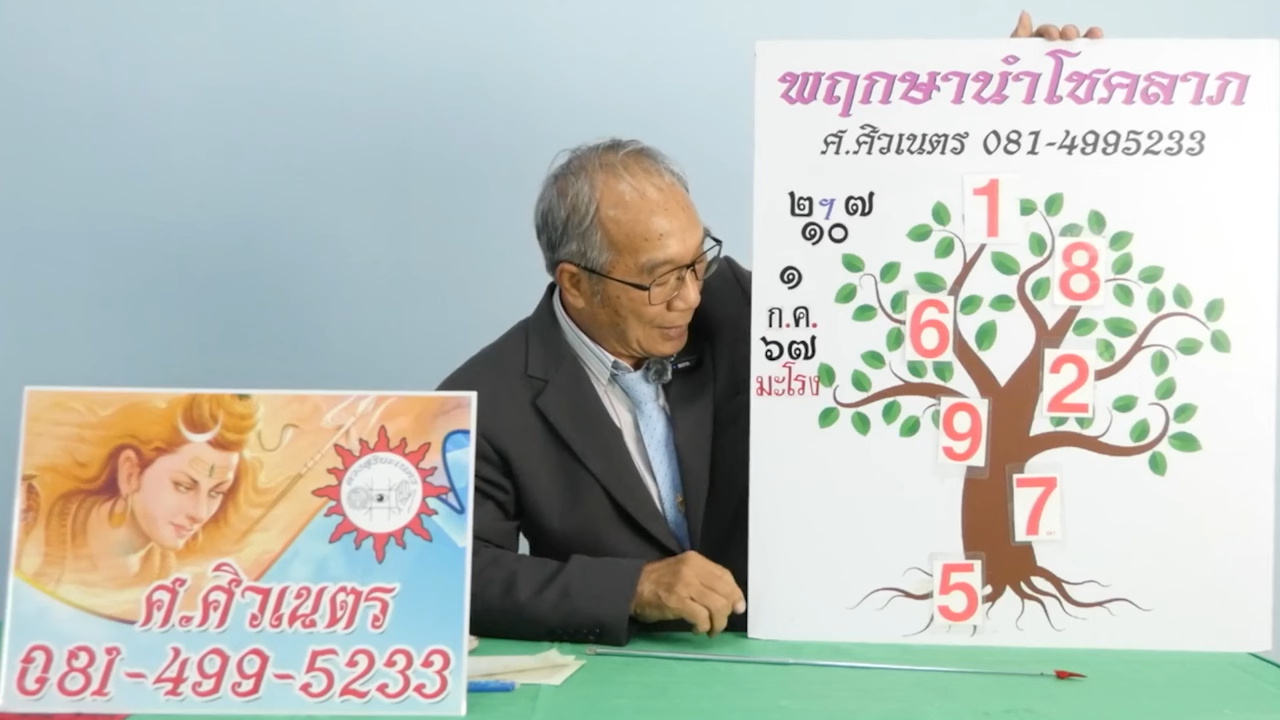 พฤกษานำโชคลาภ
ศ.ศิวเนตร 081-4995233
๒ ฯ ๗
๑๐
๑
ก.ค.
๖๗
มะโรง
1
8
6
2
9
7
5
ศ.ศิวเนตร
081-499-5233